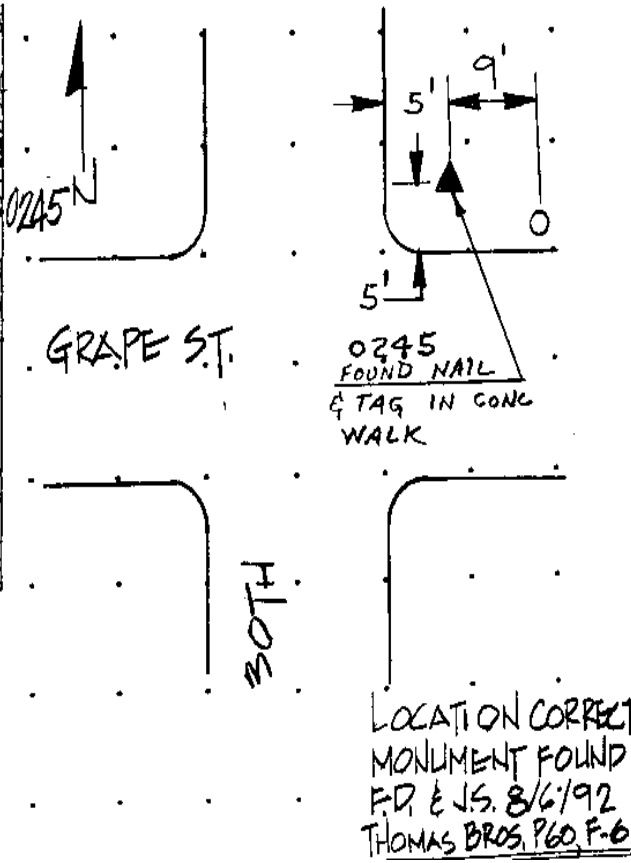 9'
5'
0245 N
5'
GRAPE ST.
0245
FOUND NAIL
& TAG IN CONC
WALK
30TH
LOCATION CORRECT
MONUMENT FOUND
F.D. & J.S. 8/6/92
THOMAS BROS, P60, F-6